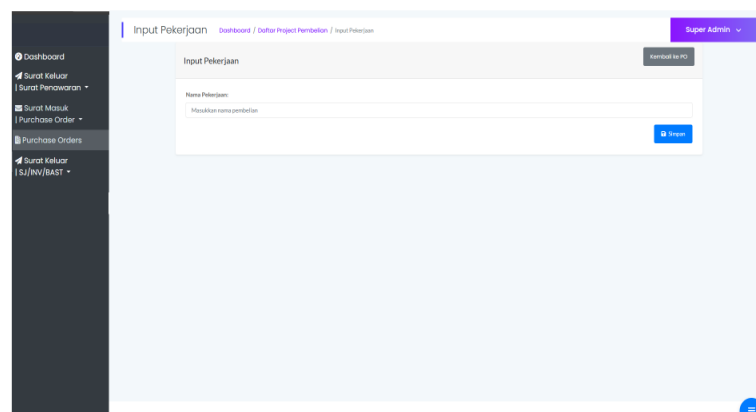 Input Pekerjaan
Dashboard / Daftar Project Pembelian / Input Pekerjaan
Super Admin
Dashboard
Surat Keluar
| Surat Penawaran
Surat Masuk
| Purchase Order
Purchase Orders
Surat Keluar
| SJ/INV/BAST
Input Pekerjaan
Kembali ke PO
Nama Pekerjaan:
Masukkan nama pembelian
Simpan